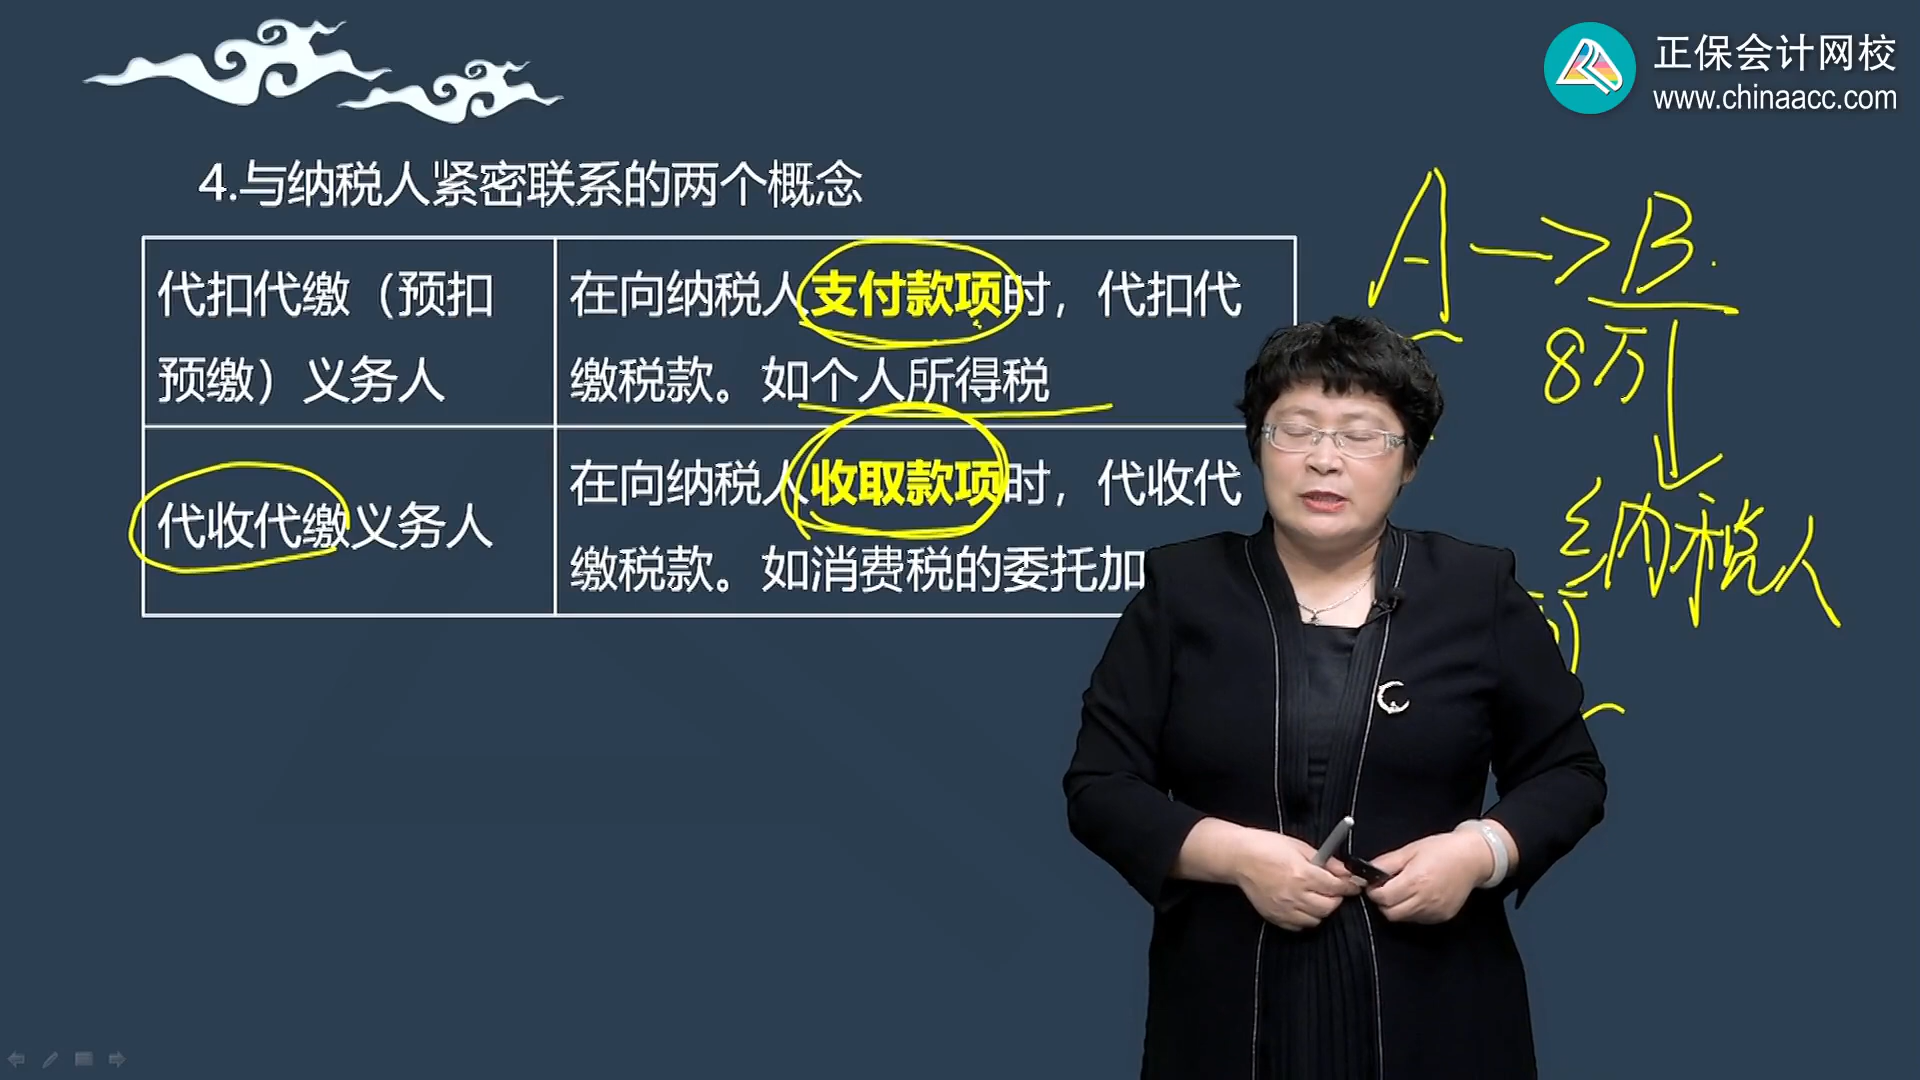 正保会计网校
www.chinaacc.com
4.与纳税人紧密联系的两个概念
代扣代缴（预扣
预缴）义务人
在向纳税人支付款项时，代扣代
缴税款。如个人所得税
代收代缴义务人
在向纳税人收取款项时，代收代
缴税款。如消费税的委托加
A→B.
8万
纳税人